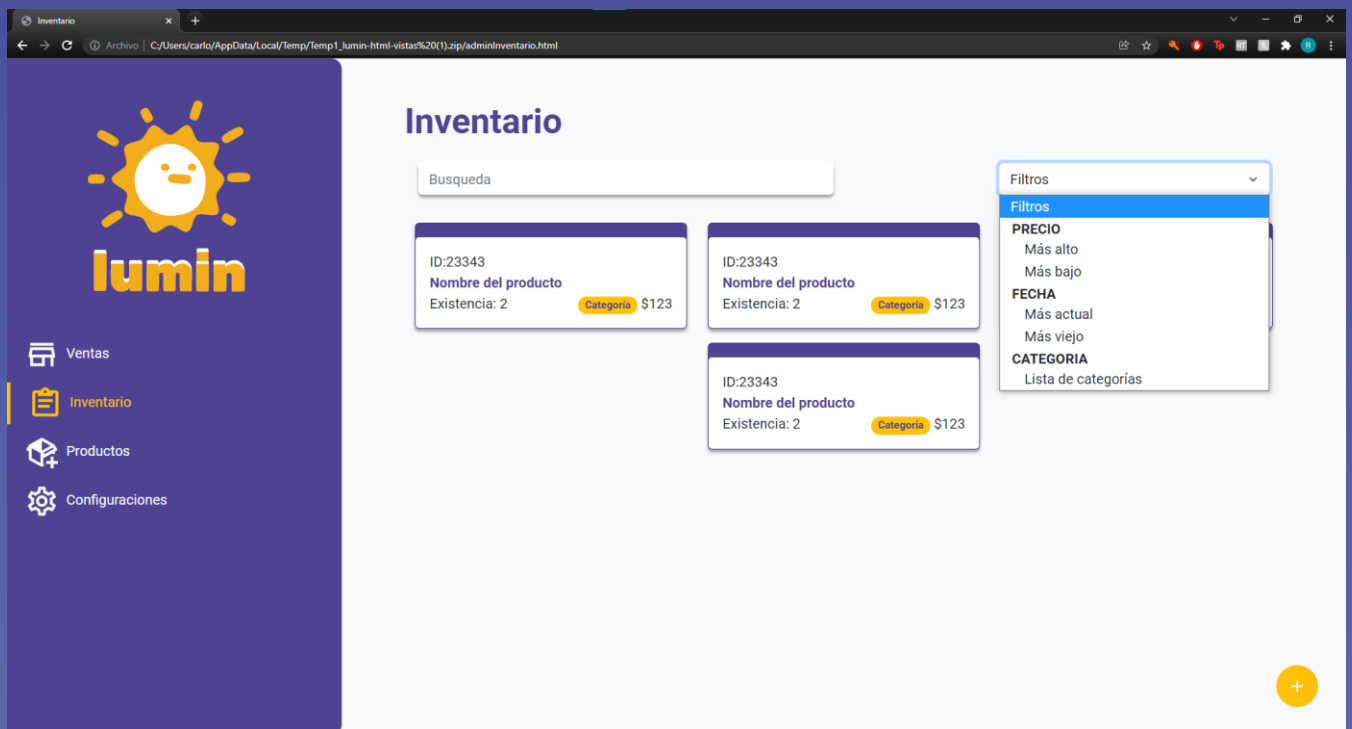 Inventario
Archivo | C:/Users/carlo/AppData/Local/Temp/Temp1_lumin-html-vistas%20(1).zip/adminInventario.html
lumin
Ventas
Inventario
Productos
Configuraciones
Inventario
Busqueda
Filtros
Filtros
PRECIO
Más alto
Más bajo
FECHA
Más actual
Más viejo
CATEGORIA
Lista de categorías
ID:23343
Nombre del producto
Existencia: 2 Categoría $123
ID:23343
Nombre del producto
Existencia: 2 Categoría $123
ID:23343
Nombre del producto
Existencia: 2 Categoría $123